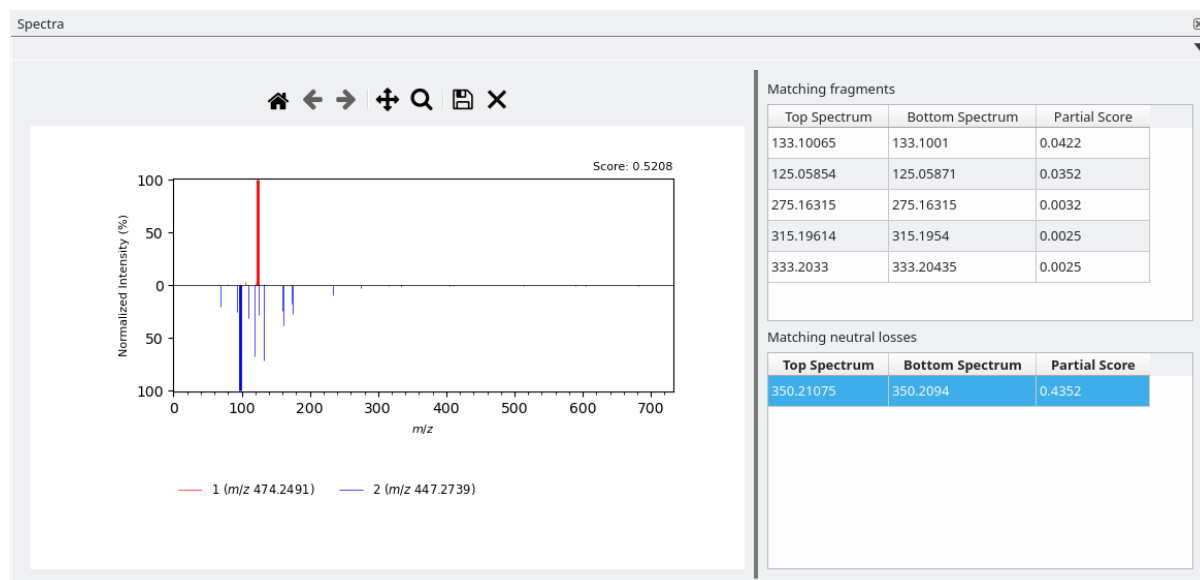 Spectra
Score: 0.5208
100
50
0
50
100
Normalized Intensity (%)
0 100 200 300 400 500 600 700
m/z
1 (m/z 474.2491) 2 (m/z 447.2739)
Matching fragments
Top Spectrum Bottom Spectrum Partial Score
133.10065 133.1001 0.0422
125.05854 125.05871 0.0352
275.16315 275.16315 0.0032
315.19614 315.1954 0.0025
333.2033 333.20435 0.0025
Matching neutral losses
Top Spectrum Bottom Spectrum Partial Score
350.21075 350.2094 0.4352